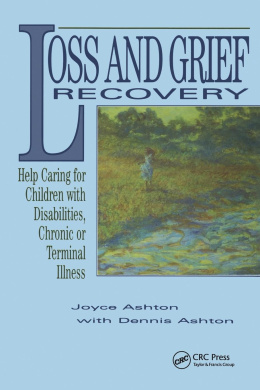 LOSS AND GRIEF
RECOVERY
Help Caring for
Children with
Disabilities,
Chronic or
Terminal
Illness
Joyce Ashton
with Dennis Ashton
CRC Press
Taylor & Francis Group